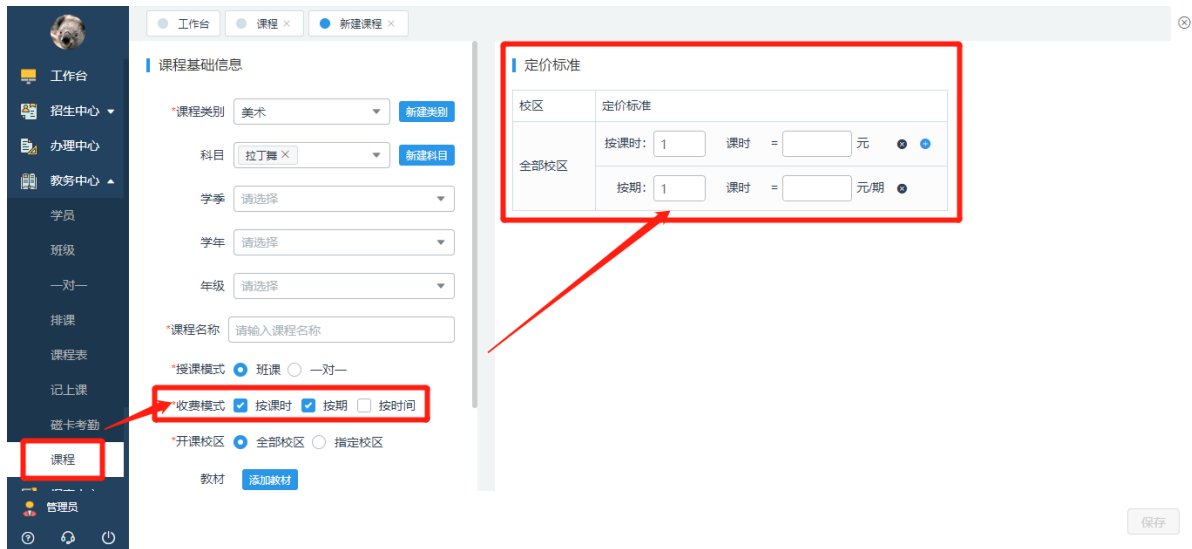 工作台
课程 ×
新建课程 ×
工作台
招生中心
办理中心
教务中心
学员
班级
一对一
排课
课程表
记上课
磁卡考勤
课程
管理员
课程基础信息
*课程类别 美术 新建类别
科目 拉丁舞 × 新建科目
学季 请选择
学年 请选择
年级 请选择
*课程名称 请输入课程名称
*授课模式 班课 一对一
*收费模式 按课时 按期 按时间
*开课校区 全部校区 指定校区
教材 添加教材
定价标准
校区 定价标准
全部校区
按课时: 1 课时 = 元
按期: 1 课时 = 元/期
保存